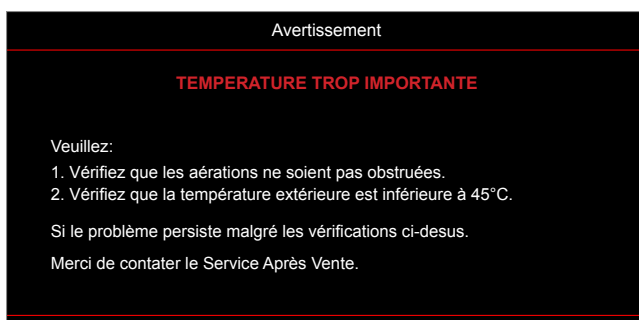 Avertissement
TEMPERATURE TROP IMPORTANTE
Veuillez:
1. Vérifiez que les aérations ne soient pas obstruées.
2. Vérifiez que la température extérieure est inférieure à 45°C.
Si le problème persiste malgré les vérifications ci-desus.
Merci de contater le Service Après Vente.